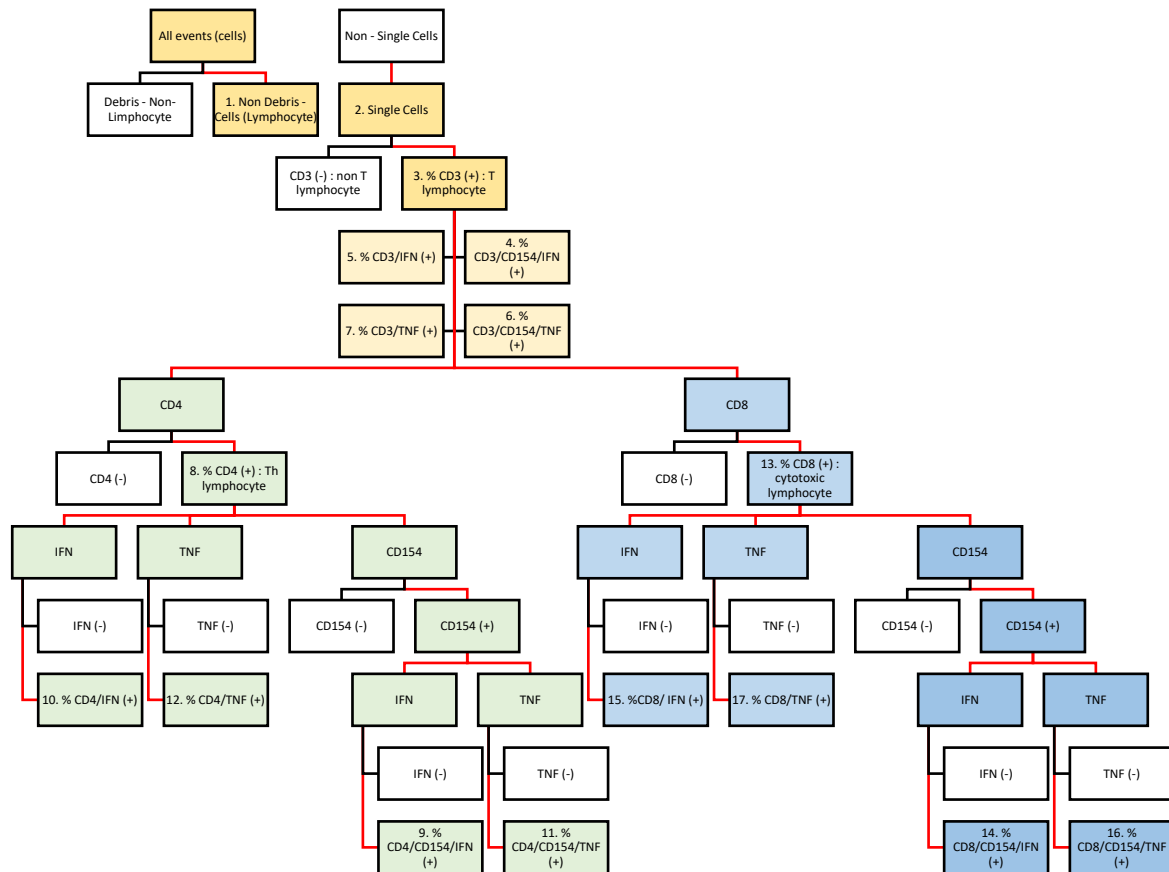 All events (cells)
Non - Single Cells
Debris - Non-
Limphocyte
1. Non Debris -
Cells (Lymphocyte)
2. Single Cells
CD3 (-) : non T
lymphocyte
3. % CD3 (+) : T
lymphocyte
5. % CD3/IFN (+)
4. %
CD3/CD154/IFN
(+)
7. % CD3/TNF (+)
6. %
CD3/CD154/TNF
(+)
CD4
CD8
CD4 (-)
8. % CD4 (+) : Th
lymphocyte
CD8 (-)
13. % CD8 (+) :
cytotoxic
lymphocyte
IFN
TNF
CD154
IFN
TNF
CD154
IFN (-)
TNF (-)
CD154 (-)
CD154 (+)
IFN (-)
TNF (-)
CD154 (-)
CD154 (+)
10. % CD4/IFN (+)
12. % CD4/TNF (+)
IFN
TNF
15. %CD8/ IFN (+)
17. % CD8/TNF (+)
IFN
TNF
IFN (-)
TNF (-)
IFN (-)
TNF (-)
9. %
CD4/CD154/IFN
(+)
11. %
CD4/CD154/TNF
(+)
14. %
CD8/CD154/IFN
(+)
16. %
CD8/CD154/TNF
(+)